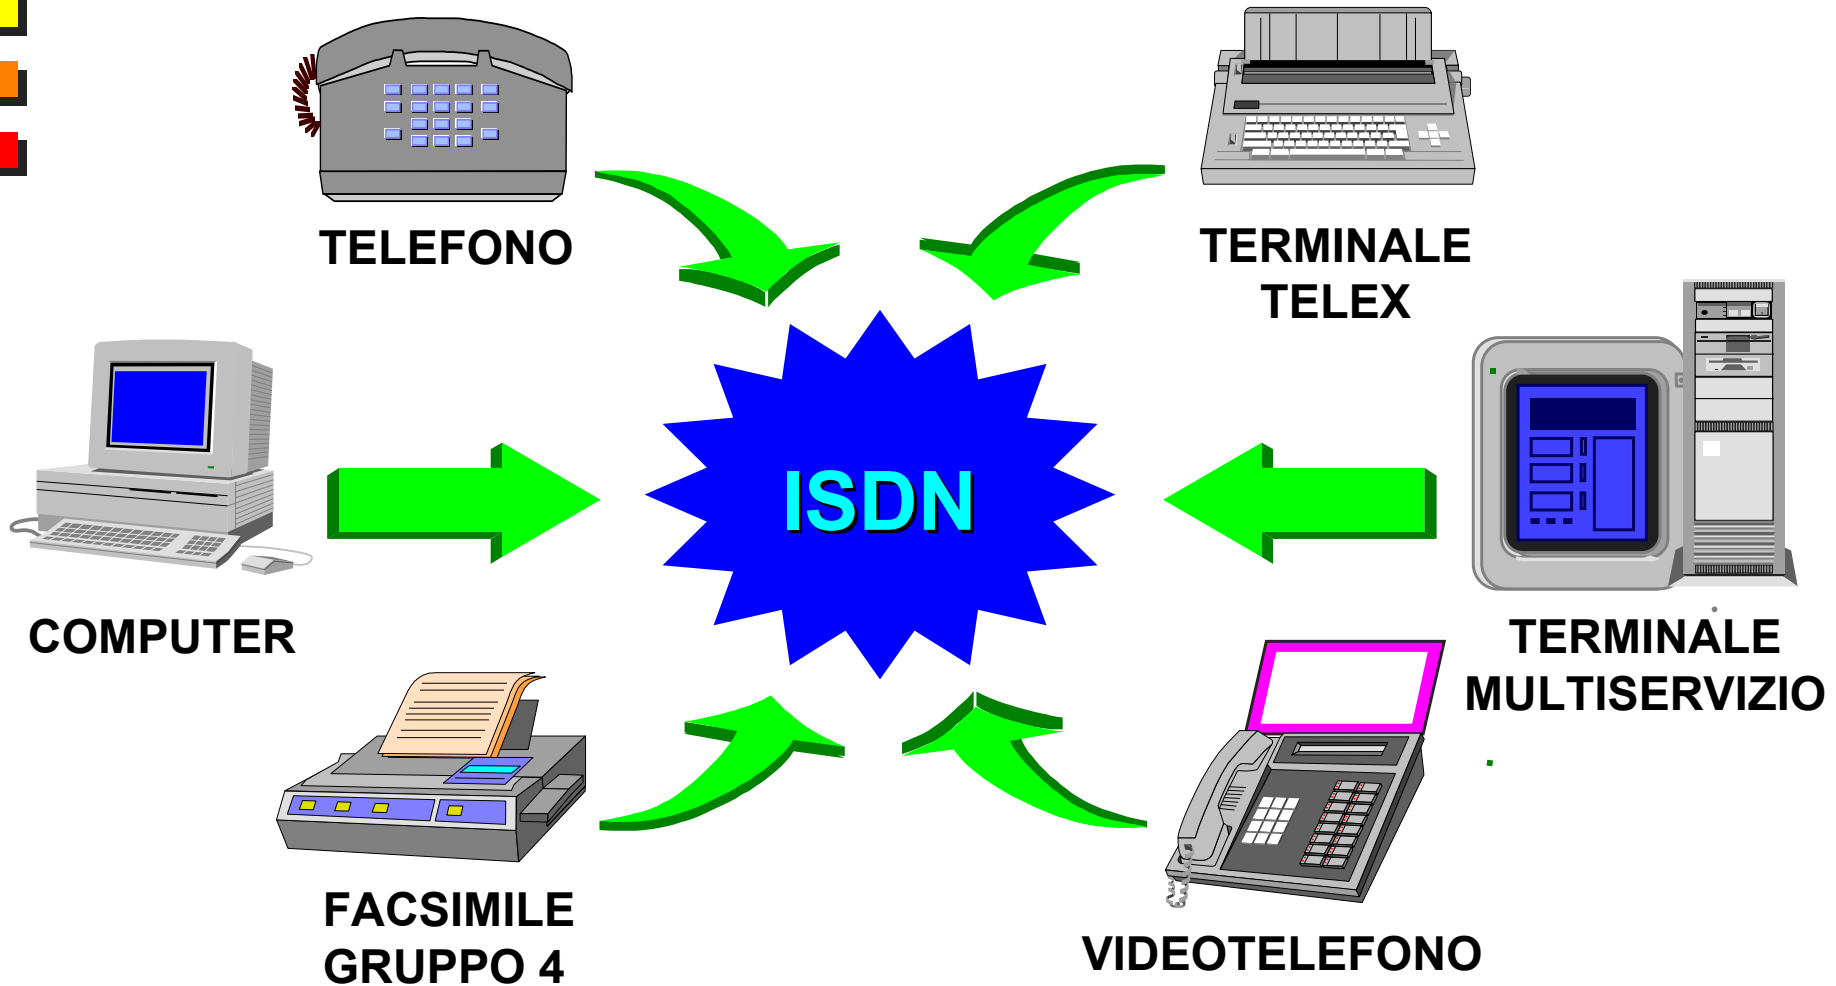 TELEFONO
TERMINALE
TELEX
ISDN
COMPUTER
TERMINALE
MULTISERVIZIO
FACSIMILE
GRUPPO 4
VIDEOTELEFONO